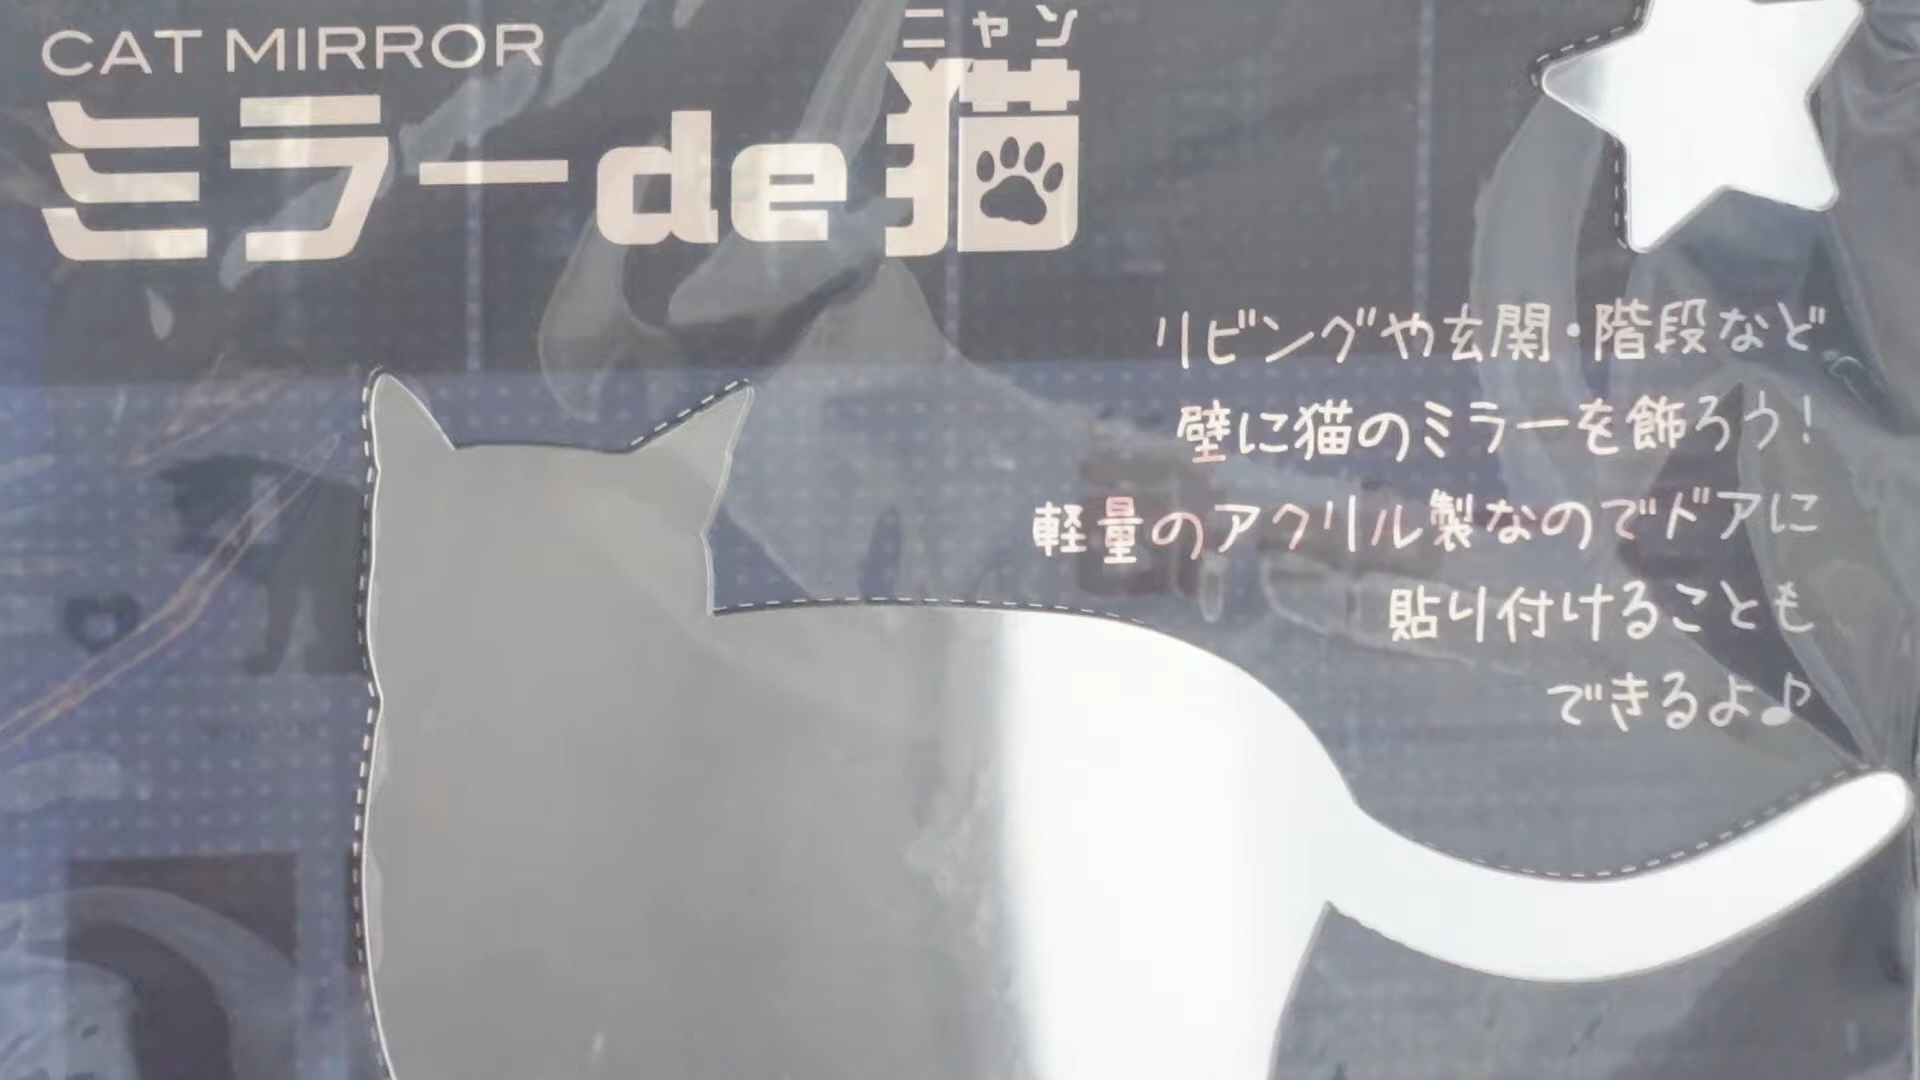 CAT MIRROR
ニャン
ミラーde猫
リビングや玄関・階段など
壁に猫のミラーを飾ろう!
軽量のアクリル製なのでドアに
貼り付けることも
できるよ♪